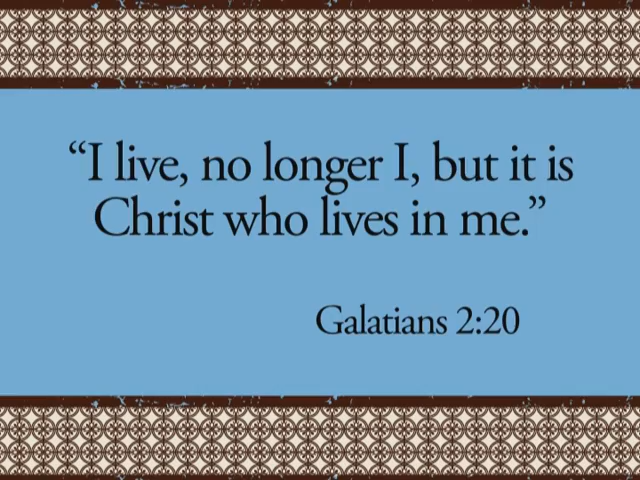 “I live, no longer I, but it is
Christ who lives in me.”
Galatians 2:20